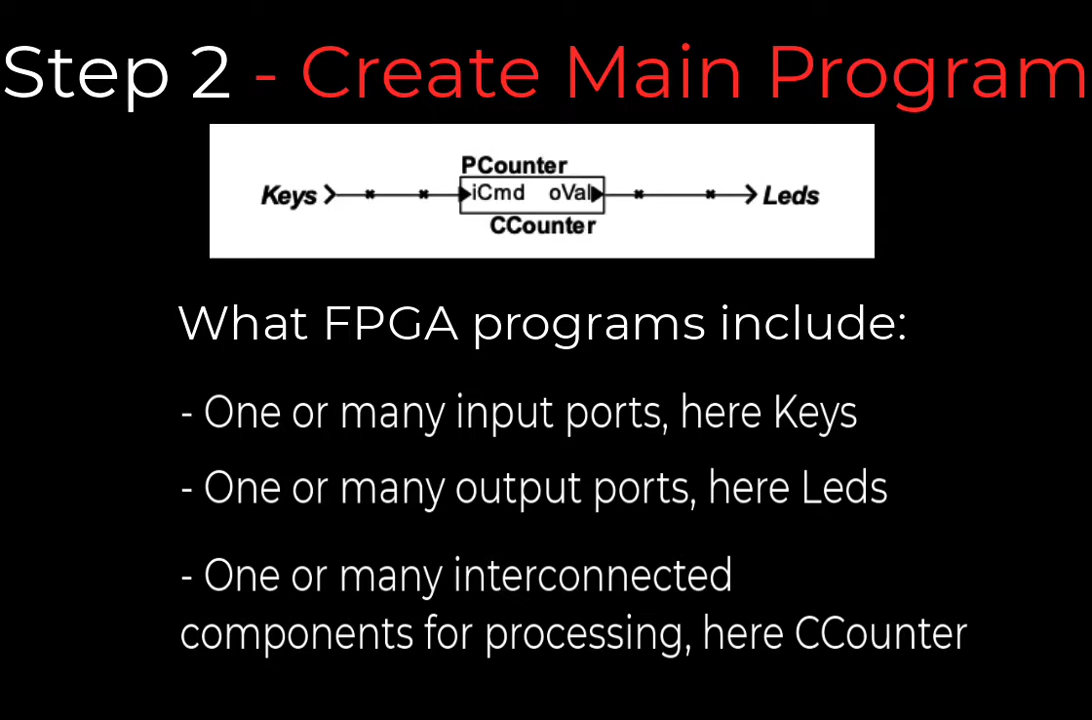 Step 2 - Create Main Program
PCounter
Keys iCmd oVal Leds
CCounter
What FPGA programs include:
- One or many input ports, here Keys
- One or many output ports, here Leds
- One or many interconnected
components for processing, here CCounter